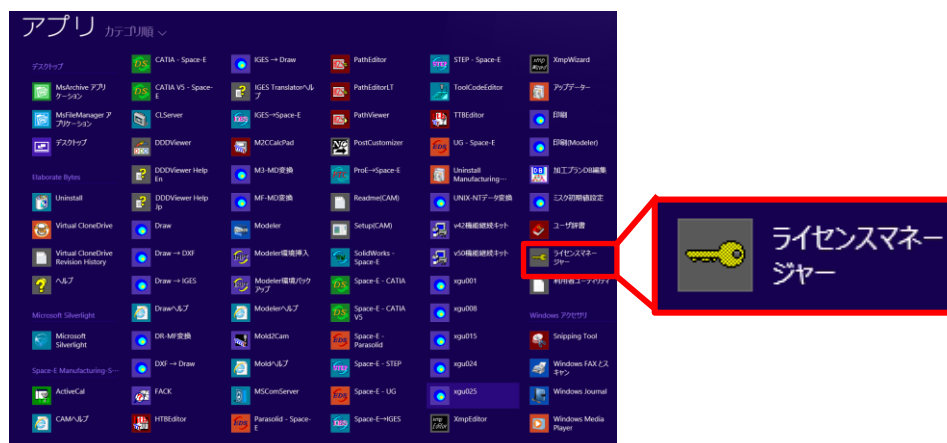 アプリ カテゴリ順
デスクトップ
MsArchive アプリ
ケーション
MsFileManager ア
プリケーション
デスクトップ
Elaborate Bytes
Uninstall
Virtual CloneDrive
Virtual CloneDrive
Revision History
ヘルプ
Microsoft Silverlight
Microsoft
Silverlight
Space-E Manufacturing-S…
ActiveCal
CAMヘルプ
CATIA - Space-E
CATIA V5 - Space-
E
CLServer
DDDViewer
DDDViewer Help
En
DDDViewer Help
Jp
Draw
Draw → DXF
Draw → IGES
Drawヘルプ
DR-MF変換
DXF → Draw
FACK
HTBEditor
IGES → Draw
IGES Translatorヘル
プ
IGES→Space-E
M2CCalcPad
M3-MD変換
MF-MD変換
Modeler
Modeler環境挿入
Modeler環境バック
アップ
Modelerヘルプ
Mold2Cam
Moldヘルプ
MSComServer
Parasolid - Space-
E
PathEditor
PathEditorLT
PathViewer
PostCustomizer
ProE→Space-E
Readme(CAM)
Setup(CAM)
SolidWorks -
Space-E
Space-E - CATIA
Space-E - CATIA
V5
Space-E -
Parasolid
Space-E - STEP
Space-E - UG
Space-E→IGES
STEP - Space-E
ToolCodeEditor
TTBEditor
UG - Space-E
Uninstall
Manufacturing…
UNIX-NTデータ変換
v42機能継続キット
v50機能継続キット
xgu001
xgu008
xgu015
xgu024
xgu025
XmpEditor
XmpWizard
アップデーター
印刷
印刷(Modeler)
加工プランDB編集
ミスク初期値設定
ユーザ辞書
ライセンスマネー
ジャー
利用者ユーティリティ
Windows アクセサリ
Snipping Tool
Windows FAX とス
キャン
Windows Journal
Windows Media
Player
ライセンスマネー
ジャー